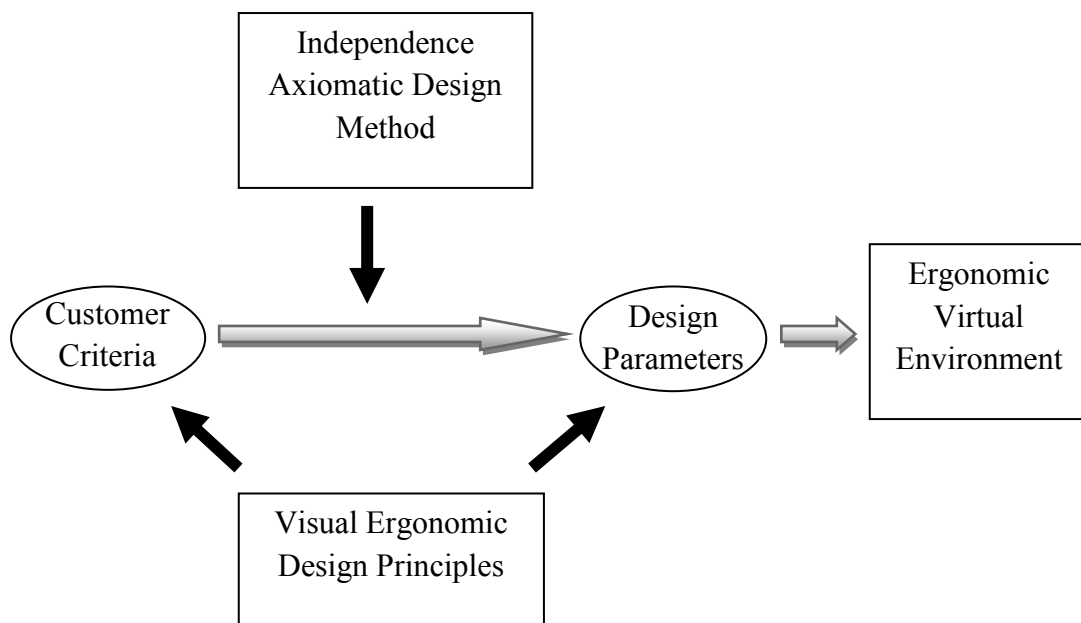 Independence
Axiomatic Design
Method
Customer
Criteria
Design
Parameters
Ergonomic
Virtual
Environment
Visual Ergonomic
Design Principles